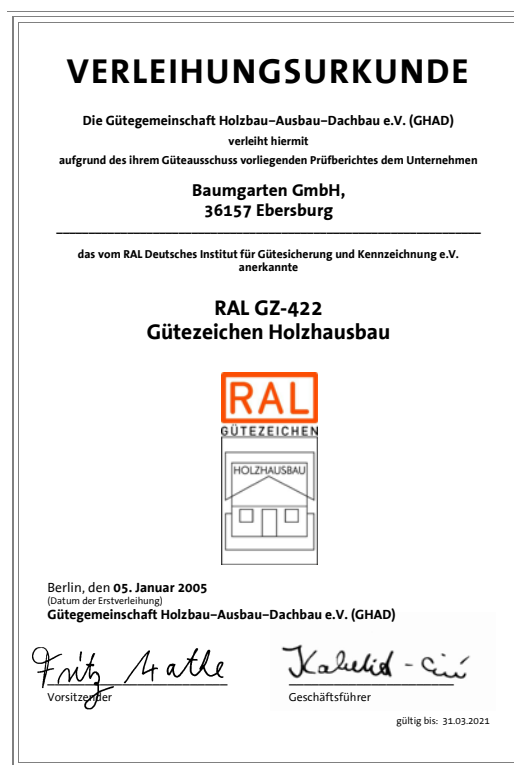 VERLEIHUNGSURKUNDE
Die Gütegemeinschaft Holzbau–Ausbau–Dachbau e.V. (GHAD)
verleiht hiermit
aufgrund des ihrem Güteausschuss vorliegenden Prüfberichtes dem Unternehmen
Baumgarten GmbH,
36157 Ebersburg
das vom RAL Deutsches Institut für Gütesicherung und Kennzeichnung e.V.
anerkannte
RAL GZ-422
Gütezeichen Holzhausbau
RAL
GÜTEZEICHEN
HOLZHAUSBAU
Berlin, den 05. Januar 2005
(Datum der Erstverleihung)
Gütegemeinschaft Holzbau–Ausbau–Dachbau e.V. (GHAD)
Fritz
Vorsitzender
Geschäftsführer
gültig bis: 31.03.2021